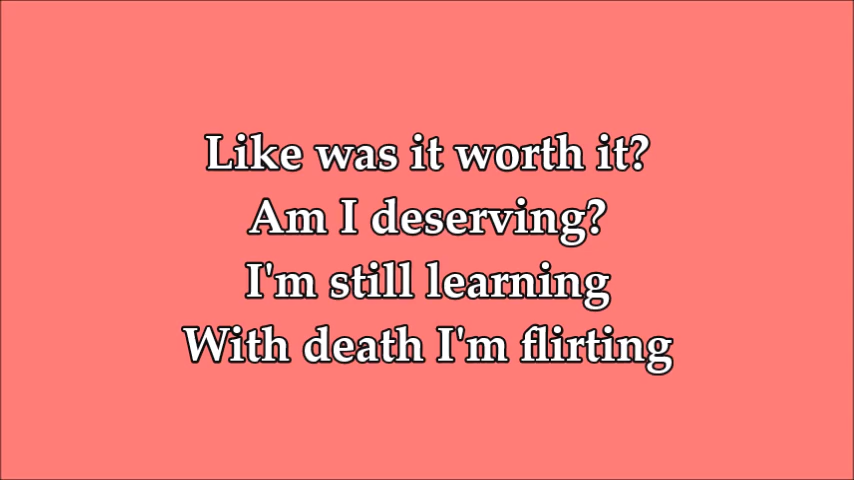 Like was it worth it?
Am I deserving?
I'm still learning
With death I'm flirting